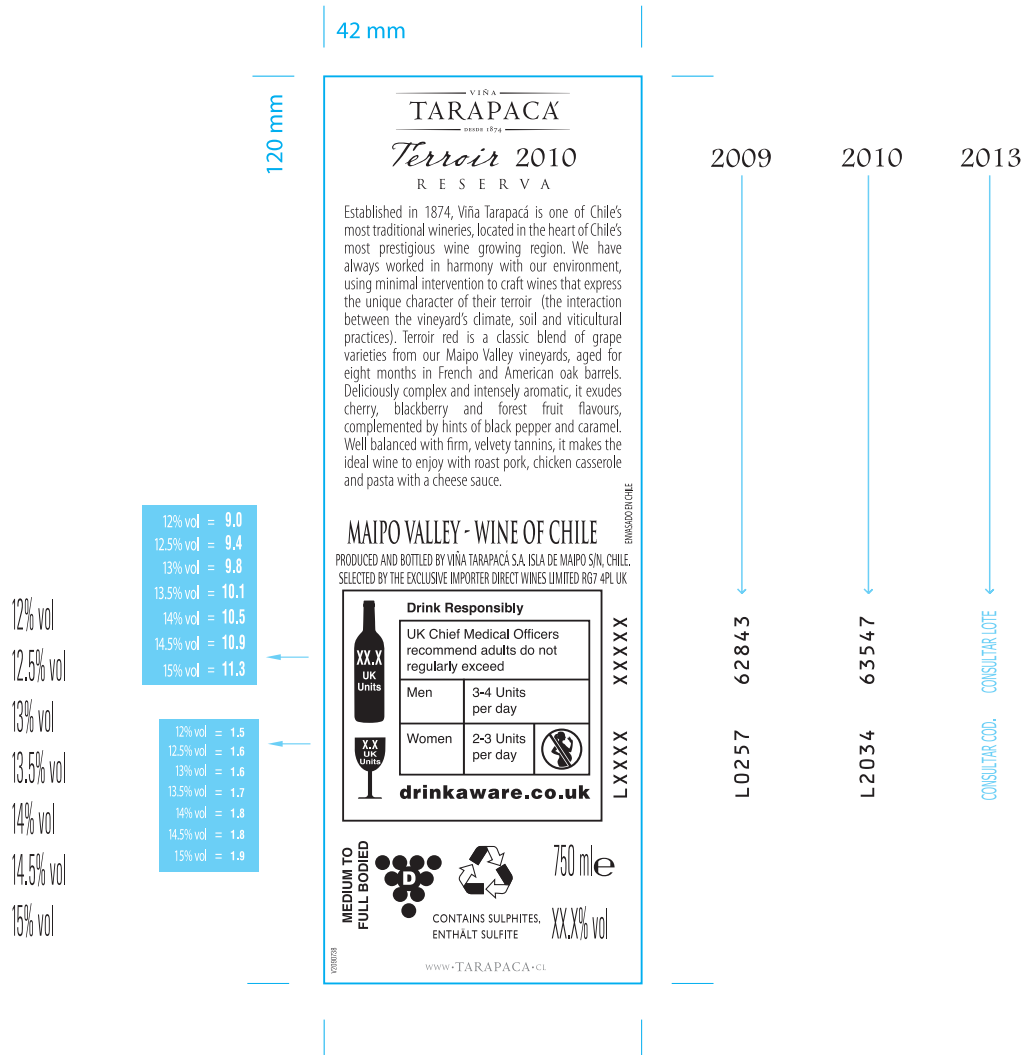 42 mm
120 mm
VIÑA
TARAPACÁ
DESDE 1874
Terroir 2010
RESERVA
Established in 1874, Viña Tarapacá is one of Chile's
most traditional wineries, located in the heart of Chile's
most prestigious wine growing region. We have
always worked in harmony with our environment,
using minimal intervention to craft wines that express
the unique character of their terroir (the interaction
between the vineyard's climate, soil and viticultural
practices). Terroir red is a classic blend of grape
varieties from our Maipo Valley vineyards, aged for
eight months in French and American oak barrels.
Deliciously complex and intensely aromatic, it exudes
cherry, blackberry and forest fruit flavours,
complemented by hints of black pepper and caramel.
Well balanced with firm, velvety tannins, it makes the
ideal wine to enjoy with roast pork, chicken casserole
and pasta with a cheese sauce.
ENVASADO EN CHILE
MAIPO VALLEY - WINE OF CHILE
PRODUCED AND BOTTLED BY VIÑA TARAPACÁ S.A. ISLA DE MAIPO S/N, CHILE.
SELECTED BY THE EXCLUSIVE IMPORTER DIRECT WINES LIMITED RG7 4PL UK
XX.X
UK
Units
X.X
UK
Units
Drink Responsibly
UK Chief Medical Officers
recommend adults do not
regularly exceed
Men
3-4 Units
per day
Women
2-3 Units
per day
drinkaware.co.uk
LXXXXX XXXXX
MEDIUM TO
FULL BODIED
D
750 ml e
CONTAINS SULPHITES,
ENTHÄLT SULFITE
XX.X% vol
V2090738
WWW·TARAPACA·CL
12% vol = 9.0
12.5% vol = 9.4
13% vol = 9.8
13.5% vol = 10.1
14% vol = 10.5
14.5% vol = 10.9
15% vol = 11.3
12% vol = 1.5
12.5% vol = 1.6
13% vol = 1.6
13.5% vol = 1.7
14% vol = 1.8
14.5% vol = 1.8
15% vol = 1.9
12% vol
12.5% vol
13% vol
13.5% vol
14% vol
14.5% vol
15% vol
2009
L0257 62843
2010
L2034 63547
2013
CONSULTAR COD. CONSULTAR LOTE